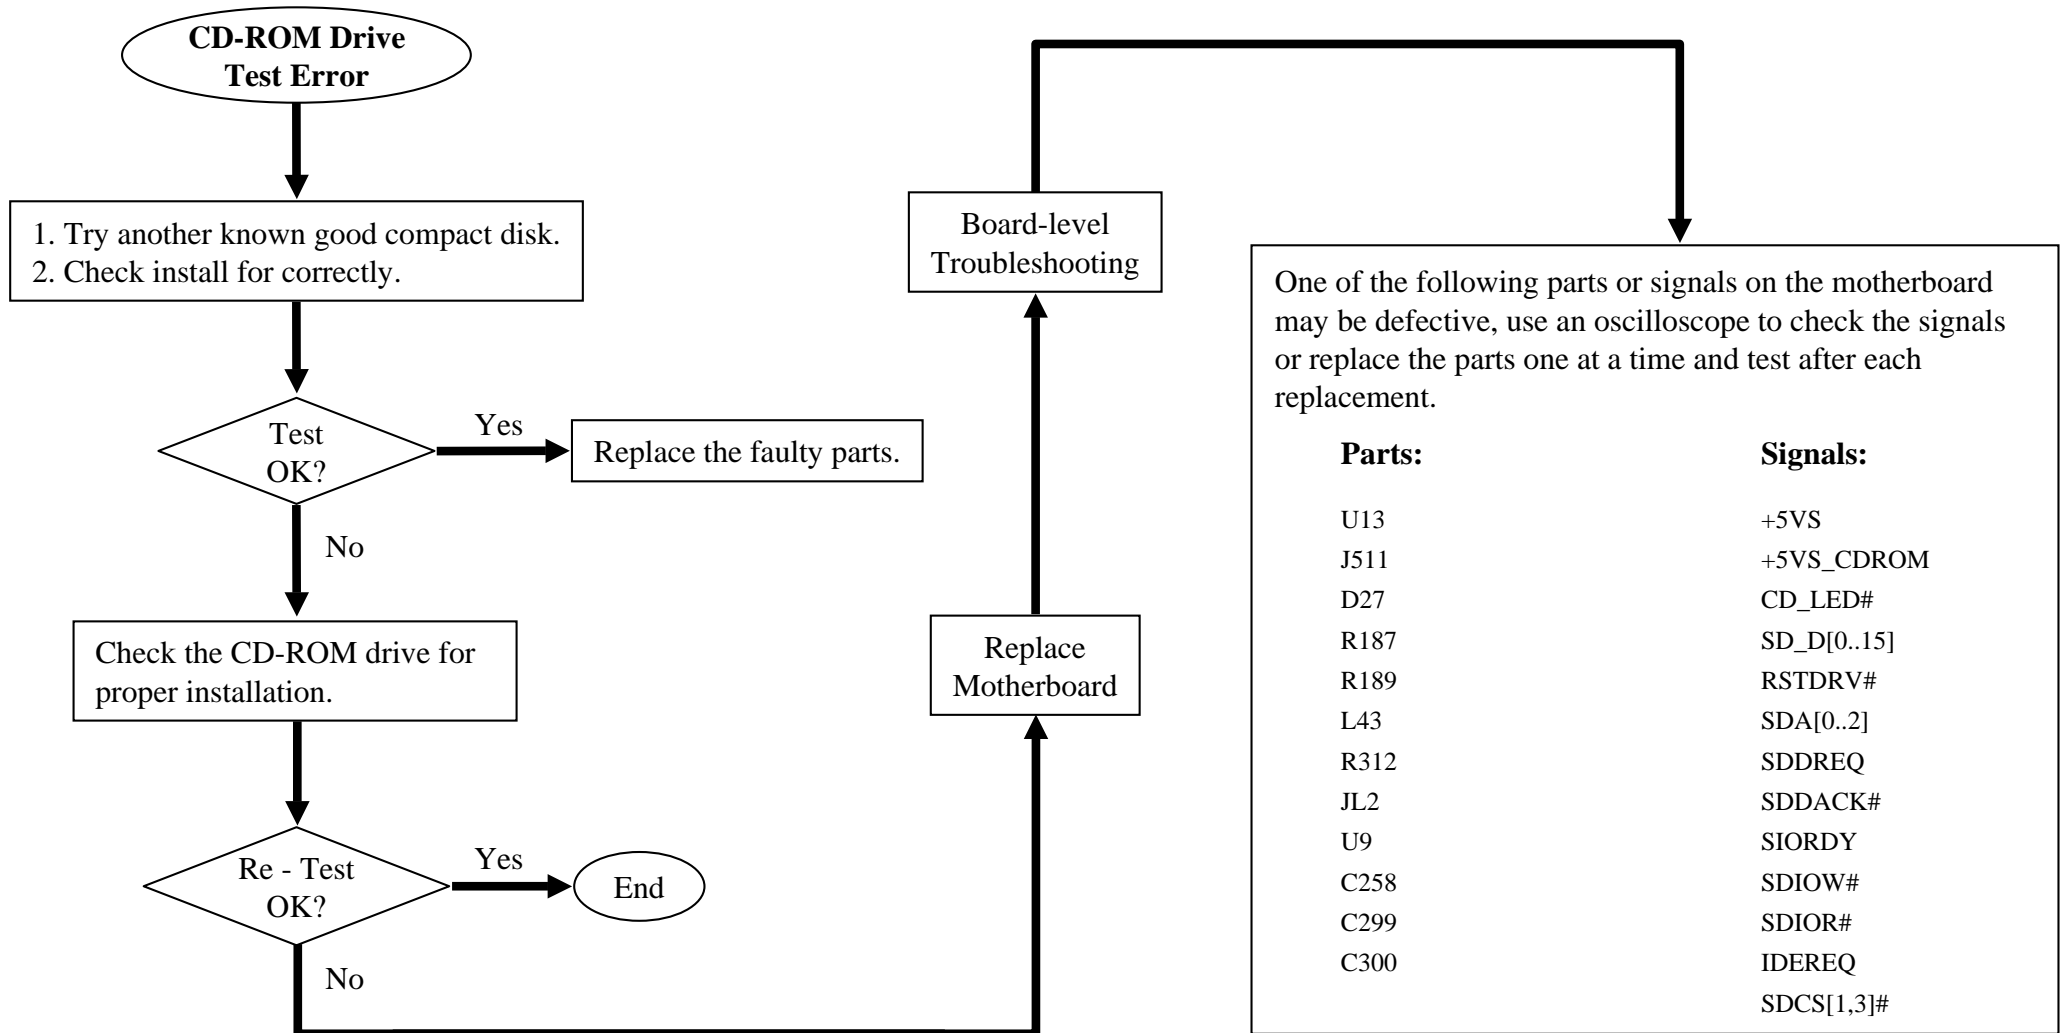 CD-ROM Drive
Test Error
1. Try another known good compact disk.
2. Check install for correctly.
Test
OK?
Yes
Replace the faulty parts.
No
Check the CD-ROM drive for
proper installation.
Re - Test
OK?
Yes
End
No
Replace
Motherboard
Board-level
Troubleshooting
One of the following parts or signals on the motherboard
may be defective, use an oscilloscope to check the signals
or replace the parts one at a time and test after each
replacement.
Parts:
U13
J511
D27
R187
R189
L43
R312
JL2
U9
C258
C299
C300
Signals:
+5VS
+5VS_CDROM
CD_LED#
SD_D[0..15]
RSTDRV#
SDA[0..2]
SDDREQ
SDDACK#
SIORDY
SDIOW#
SDIOR#
IDEREQ
SDCS[1,3]#